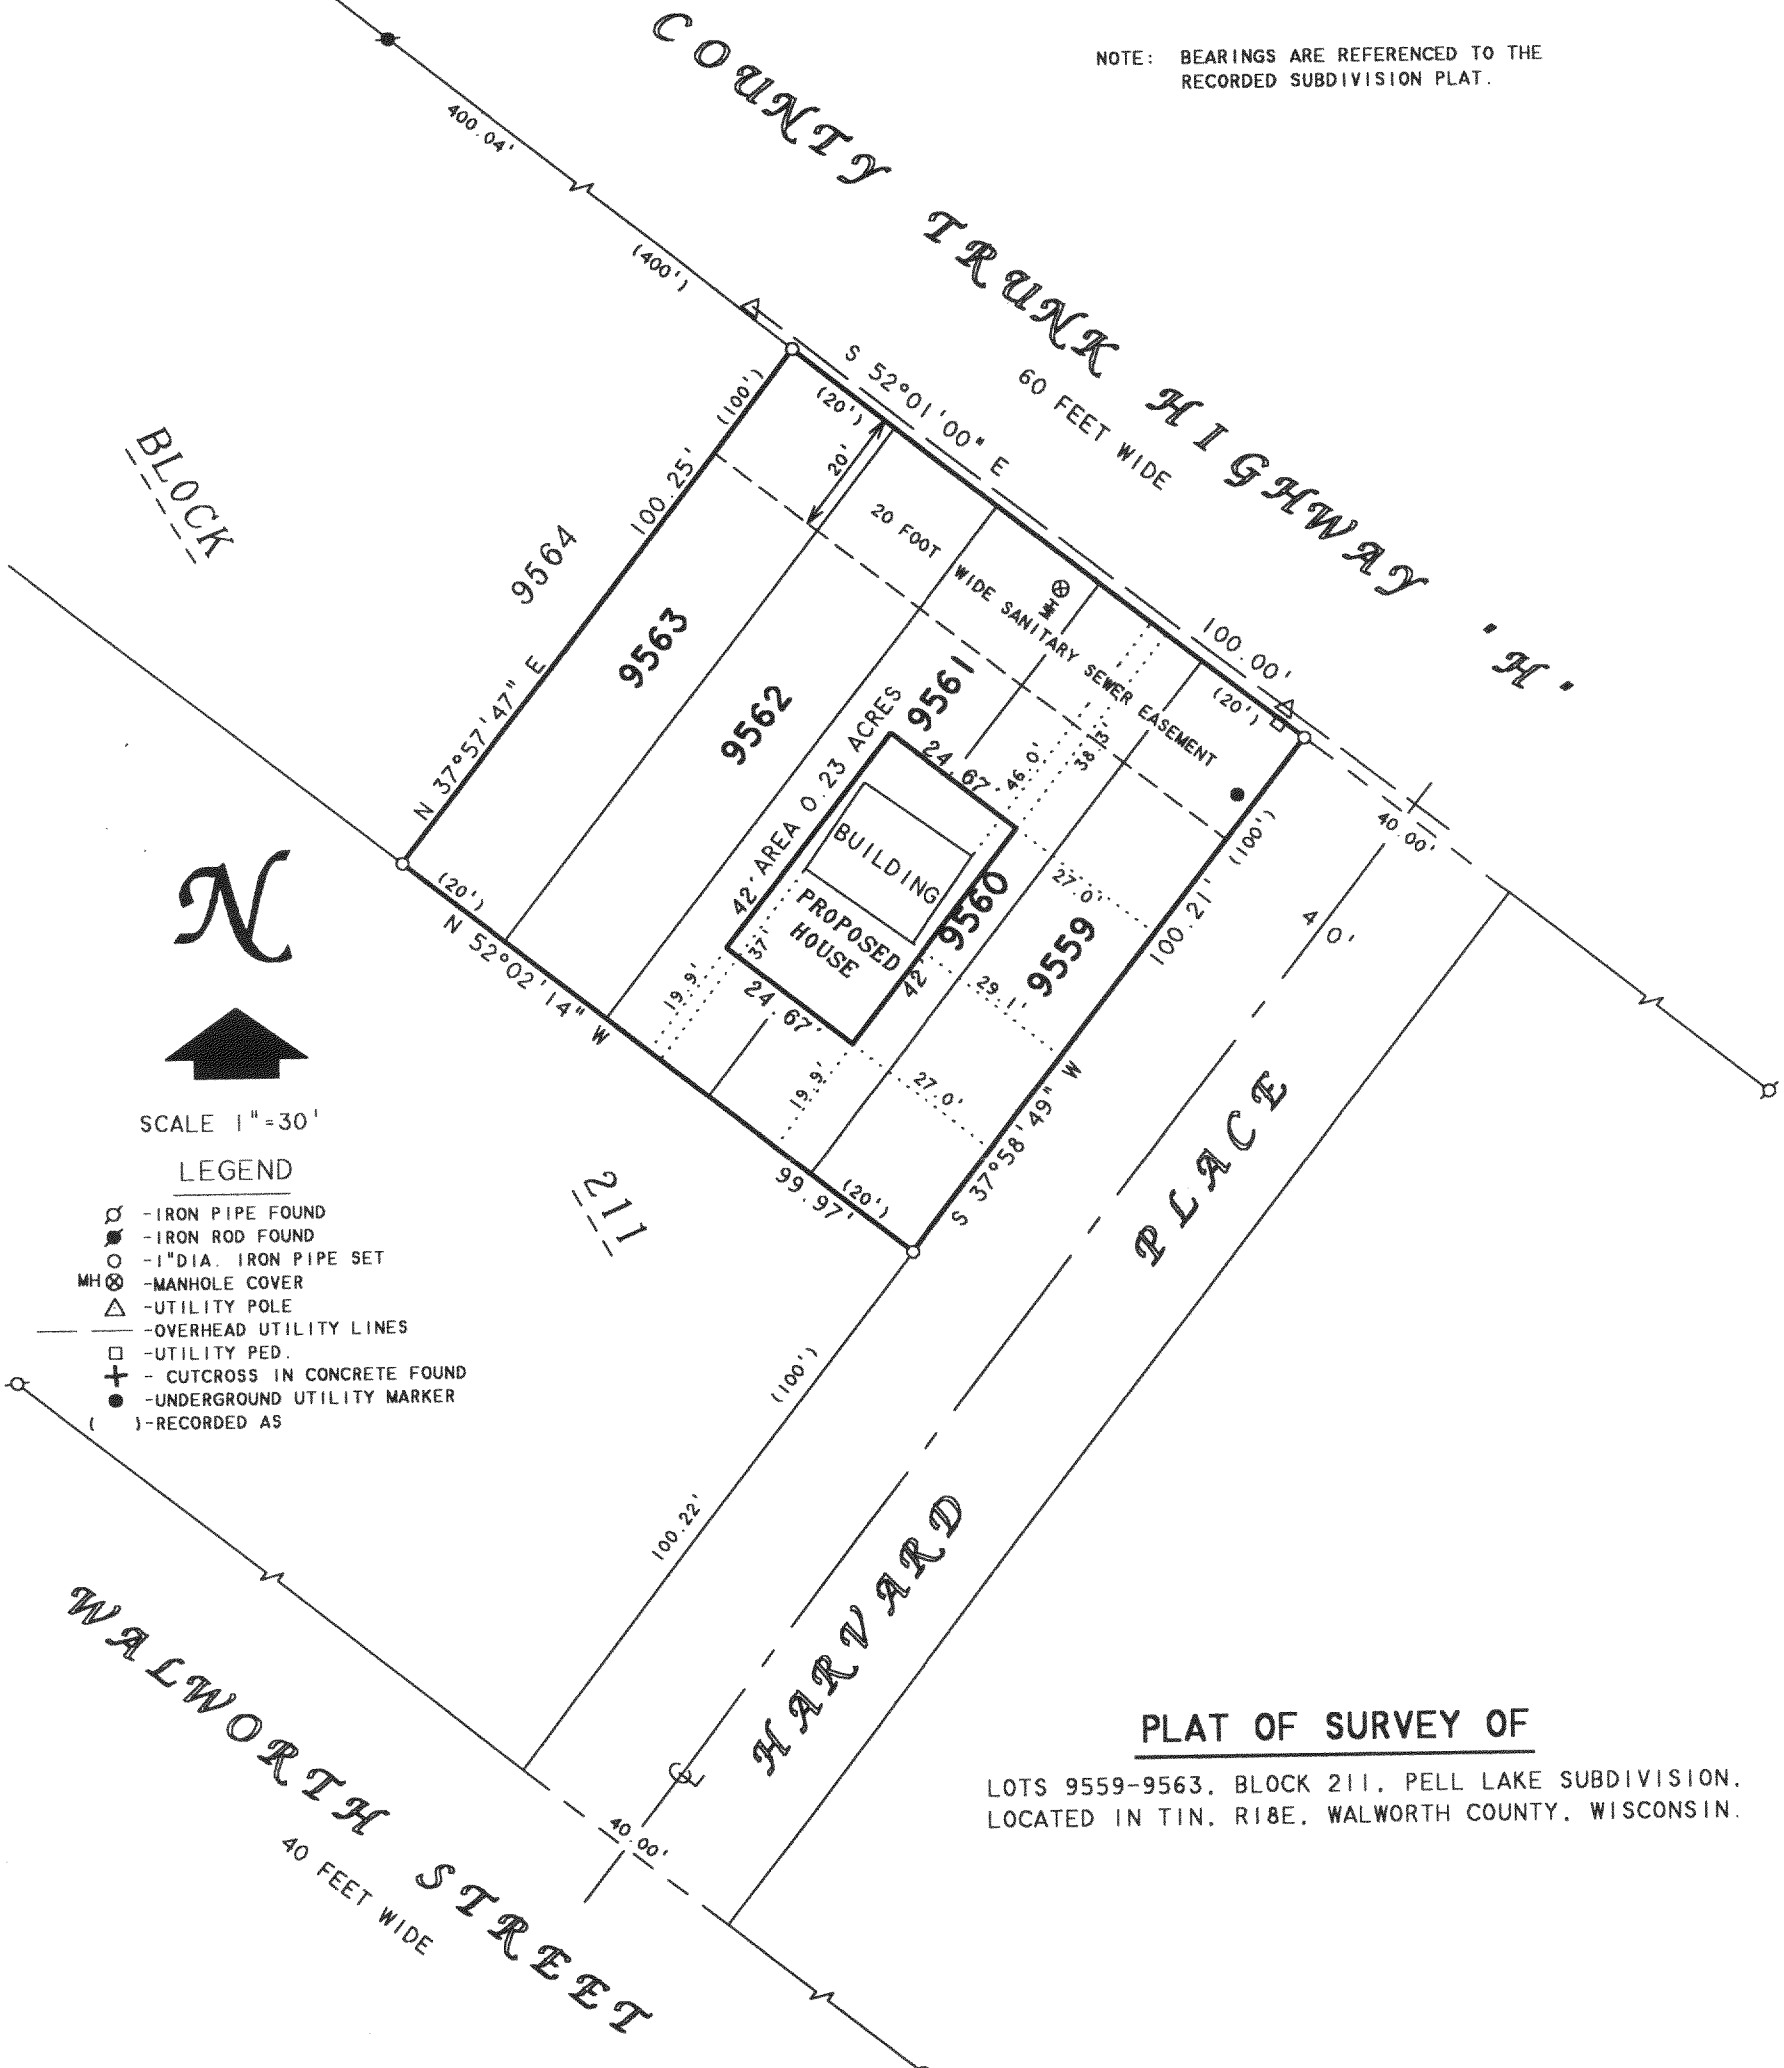 NOTE: BEARINGS ARE REFERENCED TO THE
RECORDED SUBDIVISION PLAT.
COUNTY TRUNK HIGHWAY "H"
60 FEET WIDE
400.04'
(400')
S 52°01'00" E
100.00'
(20')
(20')
20'
(100')
100.25'
N 37°57'47" E
BLOCK
9564
9563
9562
9561
9560
9559
20 FOOT WIDE SANITARY SEWER EASEMENT
MH
AREA 0.23 ACRES
24.67'
46.0'
38.3'
42'
BUILDING
PROPOSED
HOUSE
37'
42'
24.67'
27.0'
29.1'
27.0'
19.9'
19.9'
(100')
100.21'
S 37°58'49" W
40.00'
40'
(20')
N 52°02'14" W
99.97'
(20')
211
N
SCALE 1"=30'
LEGEND
-IRON PIPE FOUND
-IRON ROD FOUND
-1"DIA. IRON PIPE SET
MH -MANHOLE COVER
-UTILITY POLE
-OVERHEAD UTILITY LINES
-UTILITY PED.
- CUTCROSS IN CONCRETE FOUND
-UNDERGROUND UTILITY MARKER
( )-RECORDED AS
(100')
100.22'
HARVARD PLACE
CL
40.00'
WALWORTH STREET
40 FEET WIDE
PLAT OF SURVEY OF
LOTS 9559-9563, BLOCK 211, PELL LAKE SUBDIVISION,
LOCATED IN T1N, R18E, WALWORTH COUNTY, WISCONSIN.